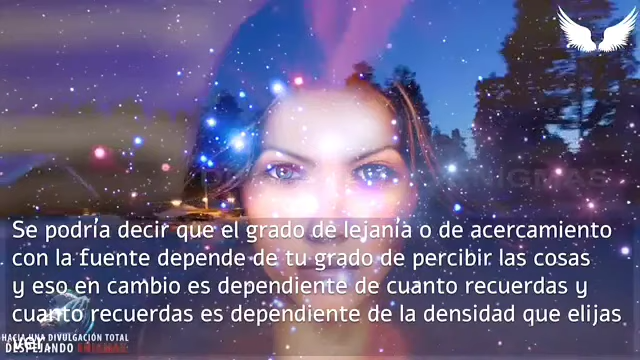 Se podría decir que el grado de lejanía o de acercamiento
con la fuente depende de tu grado de percibir las cosas
y eso en cambio es dependiente de cuanto recuerdas y
cuanto recuerdas es dependiente de la densidad que elijas
HACIA UNA DIVULGACIÓN TOTAL
DESPEJANDO ENIGMAS